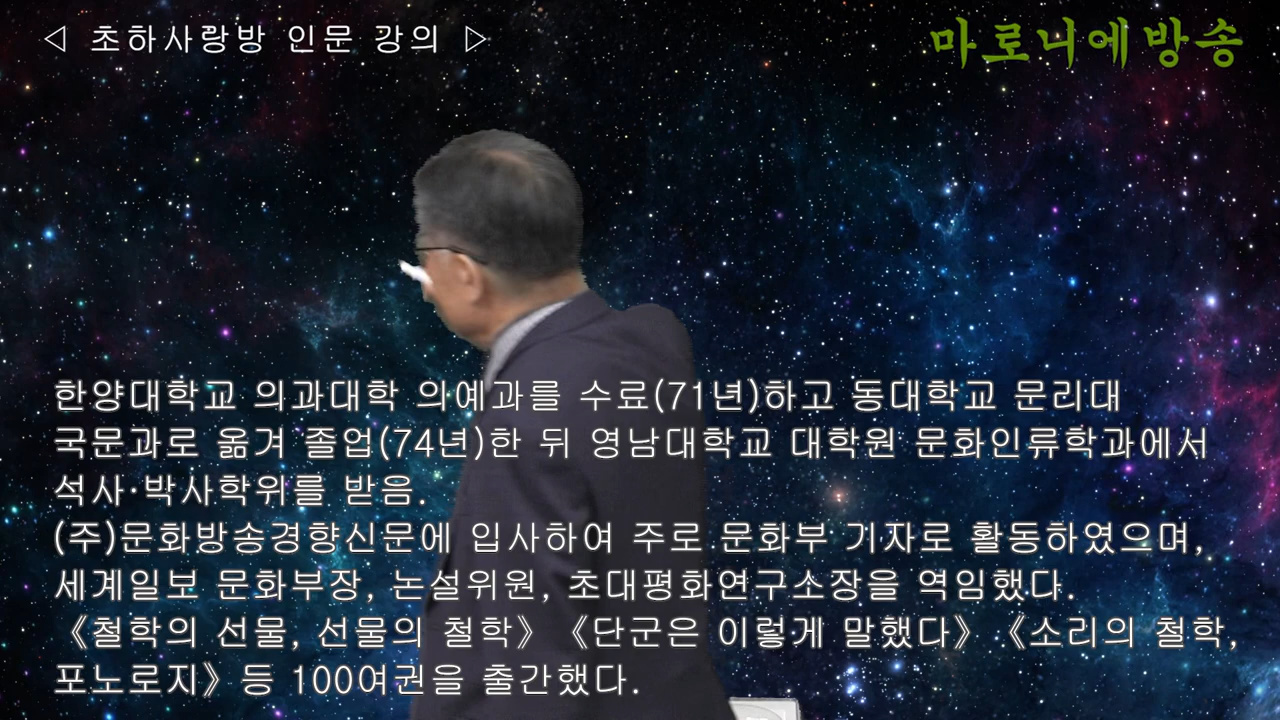 ◁ 초하사랑방 인문 강의 ▷
마로니에방송
한양대학교 의과대학 의예과를 수료(71년)하고 동대학교 문리대
국문과로 옮겨 졸업(74년)한 뒤 영남대학교 대학원 문화인류학과에서
석사·박사학위를 받음.
(주)문화방송경향신문에 입사하여 주로 문화부 기자로 활동하였으며,
세계일보 문화부장, 논설위원, 초대평화연구소장을 역임했다.
《철학의 선물, 선물의 철학》《단군은 이렇게 말했다》《소리의 철학,
포노로지》등 100여권을 출간했다.